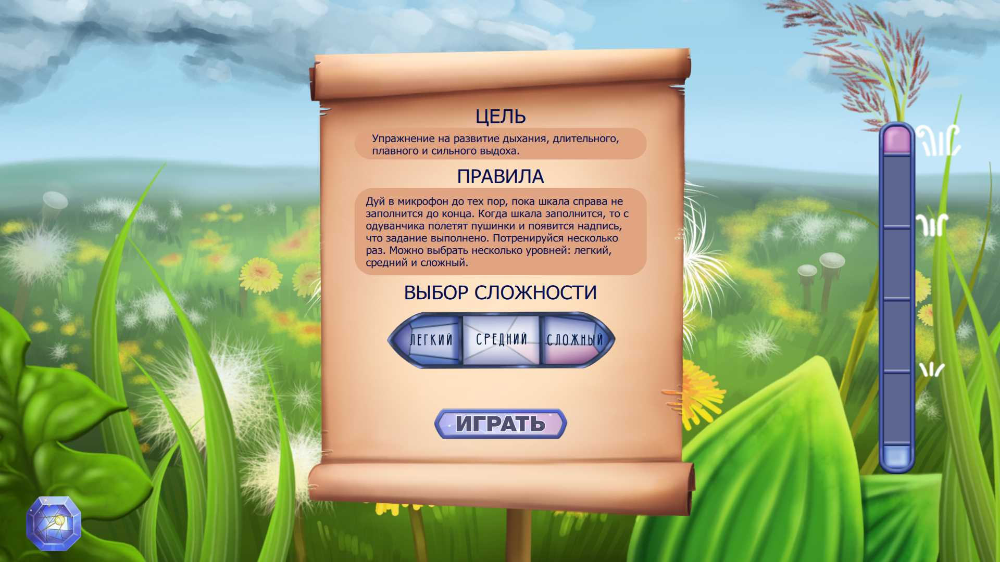 ЦЕЛЬ
Упражнение на развитие дыхания, длительного,
плавного и сильного выдоха.
ПРАВИЛА
Дуй в микрофон до тех пор, пока шкала справа не
заполнится до конца. Когда шкала заполнится, то с
одуванчика полетят пушинки и появится надпись,
что задание выполнено. Потренируйся несколько
раз. Можно выбрать несколько уровней: легкий,
средний и сложный.
ВЫБОР СЛОЖНОСТИ
ЛЕГКИЙ СРЕДНИЙ СЛОЖНЫЙ
ИГРАТЬ